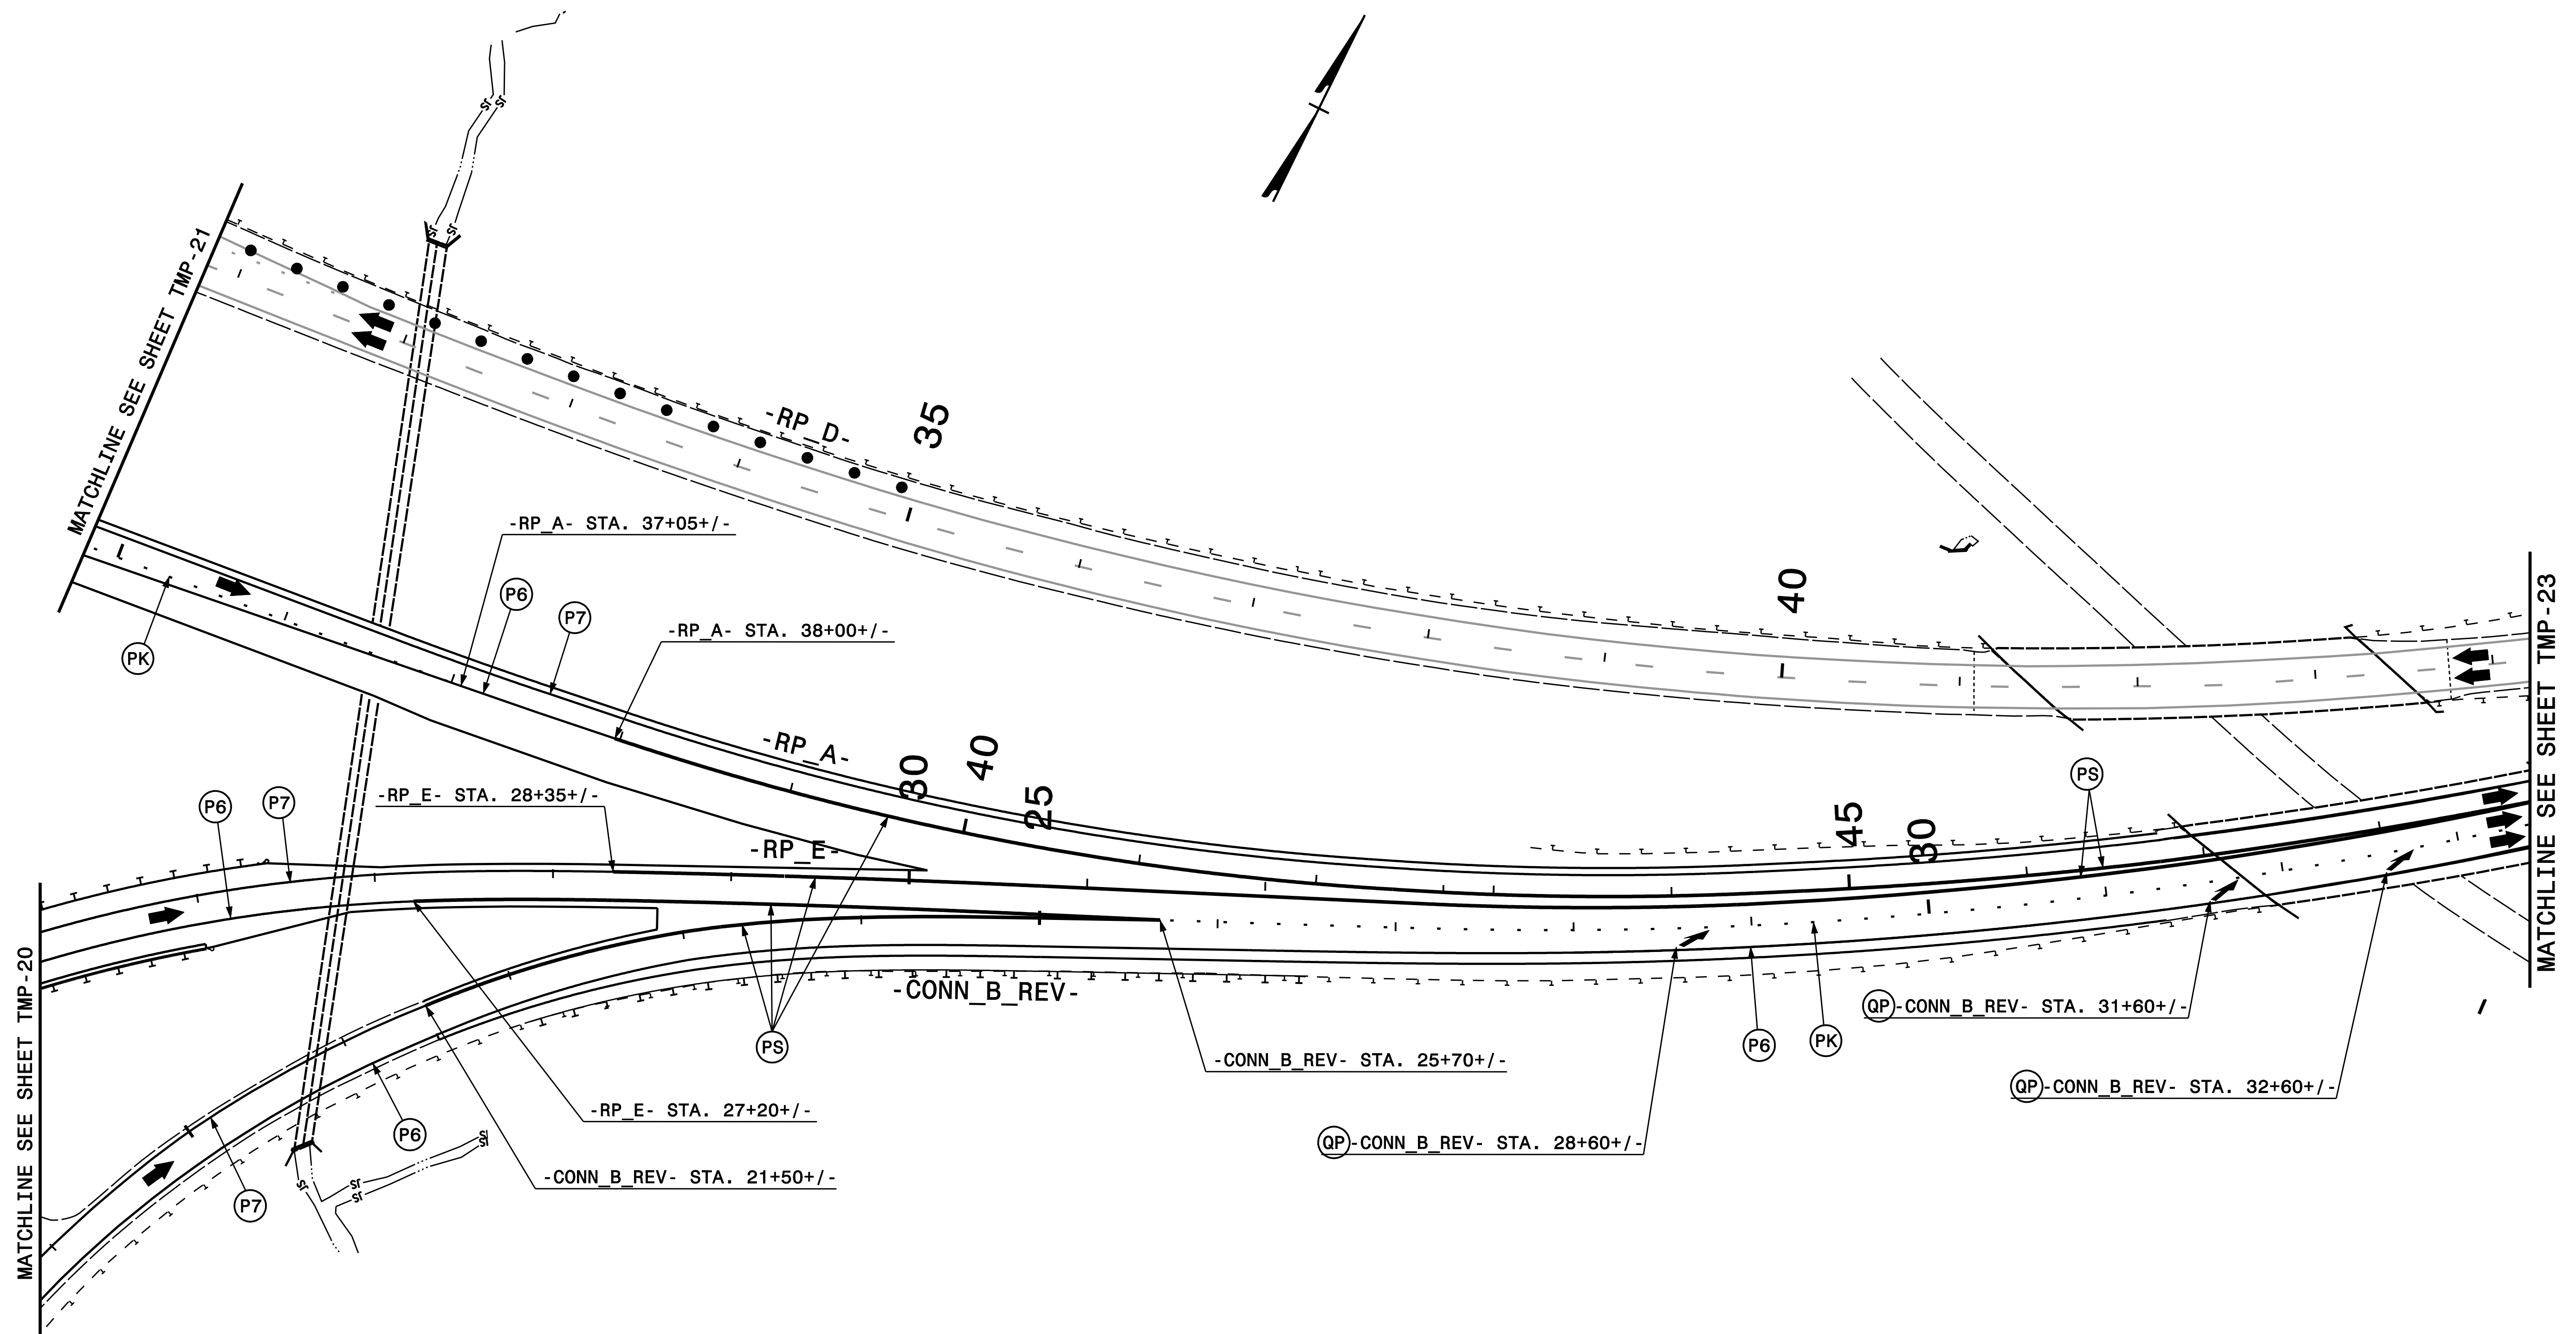 MATCHLINE SEE SHEET TMP-21
-RP_D-
35
40
-RP_A- STA. 37+05+/-
P6
P7
-RP_A- STA. 38+00+/-
PK
MATCHLINE SEE SHEET TMP-23
-RP_A-
30
40
25
45
30
PS
P6
P7
-RP_E- STA. 28+35+/-
-RP_E-
MATCHLINE SEE SHEET TMP-20
-CONN_B_REV-
PS
-CONN_B_REV- STA. 25+70+/-
P6
PK
QP -CONN_B_REV- STA. 31+60+/-
QP -CONN_B_REV- STA. 32+60+/-
-RP_E- STA. 27+20+/-
P6
QP -CONN_B_REV- STA. 28+60+/-
-CONN_B_REV- STA. 21+50+/-
P7